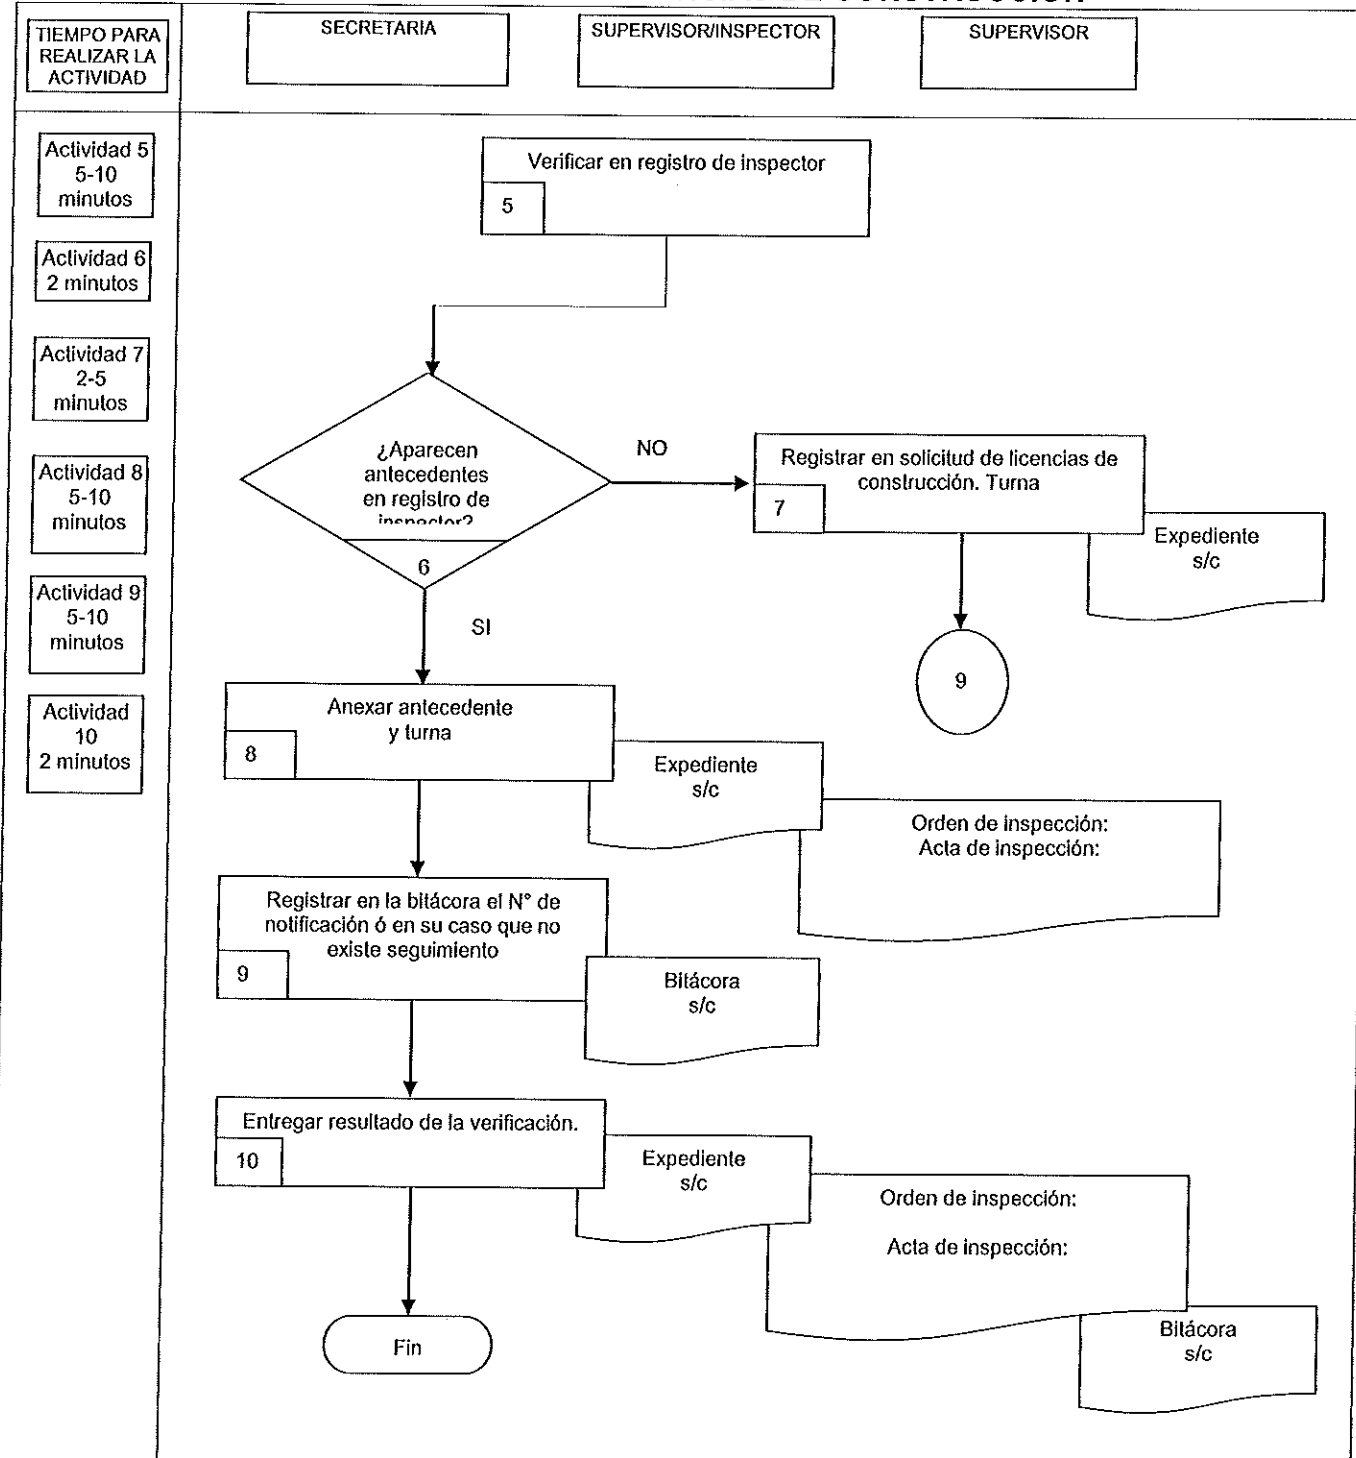 TIEMPO PARA
REALIZAR LA
ACTIVIDAD
SECRETARIA
SUPERVISOR/INSPECTOR
SUPERVISOR
Actividad 5
5-10
minutos
Actividad 6
2 minutos
Actividad 7
2-5
minutos
Actividad 8
5-10
minutos
Actividad 9
5-10
minutos
Actividad
10
2 minutos
Verificar en registro de inspector
5
¿Aparecen
antecedentes
en registro de
inspector?
6
NO
SI
Registrar en solicitud de licencias de
construcción. Turna
7
Expediente
s/c
9
Anexar antecedente
y turna
8
Expediente
s/c
Orden de inspección:
Acta de inspección:
Registrar en la bitácora el N° de
notificación ó en su caso que no
existe seguimiento
9
Bitácora
s/c
Entregar resultado de la verificación.
10
Expediente
s/c
Orden de inspección:
Acta de inspección:
Bitácora
s/c
Fin